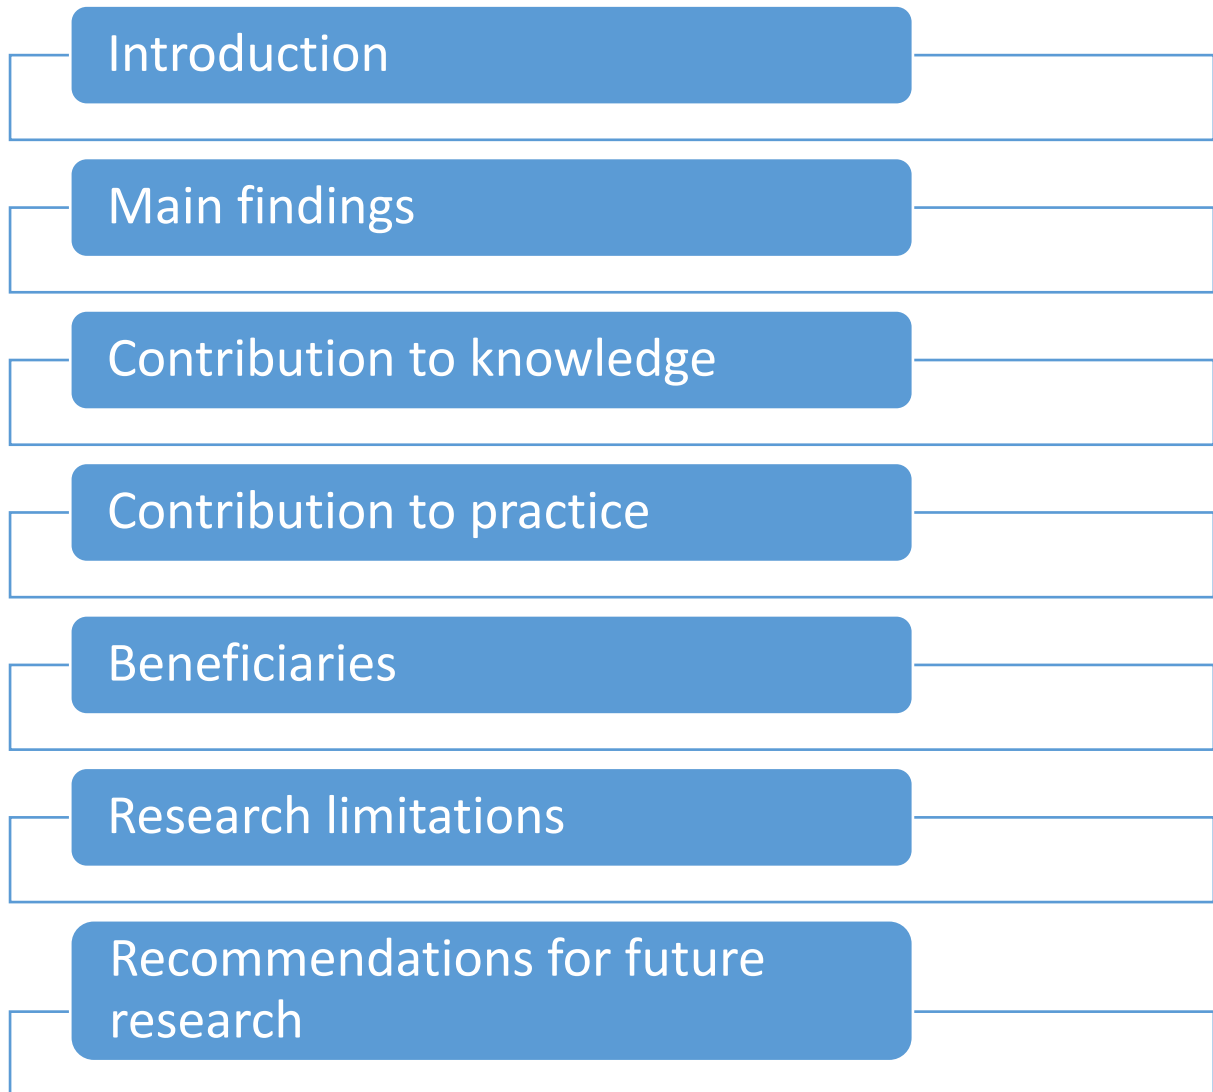 Introduction
Main findings
Contribution to knowledge
Contribution to practice
Beneficiaries
Research limitations
Recommendations for future
research